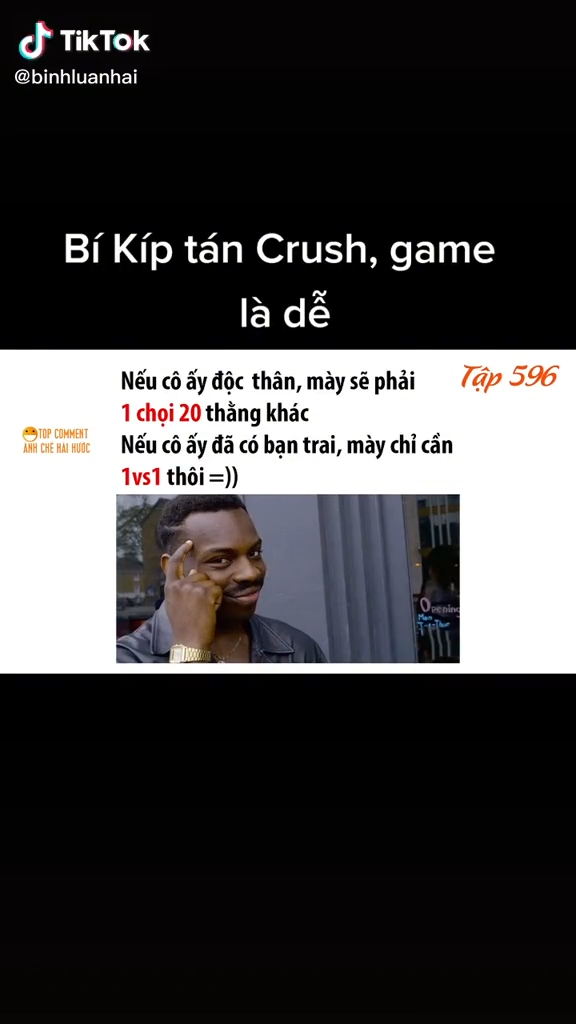 TikTok
@binhluanhai
Bí Kíp tán Crush, game
là dễ
Tập 596
Nếu cô ấy độc thân, mày sẽ phải
1 chọi 20 thằng khác
Nếu cô ấy đã có bạn trai, mày chỉ cần
1vs1 thôi =))
TOP COMMENT
ẢNH CHẾ HÀI HƯỚC
Opening